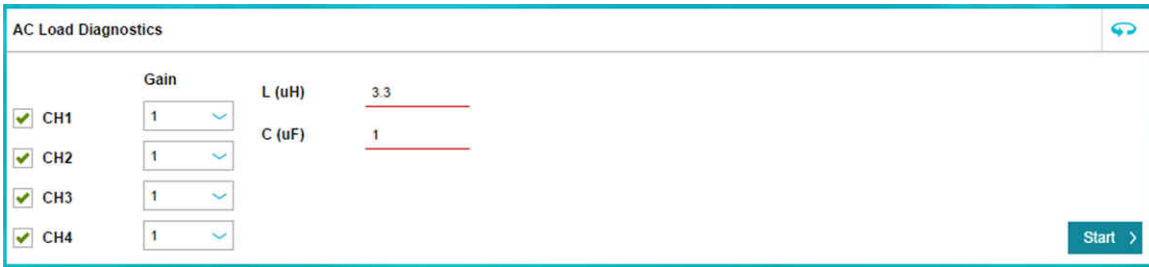 AC Load Diagnostics
Gain
L (uH) 3.3
CH1 1
C (uF) 1
CH2 1
CH3 1
CH4 1
Start